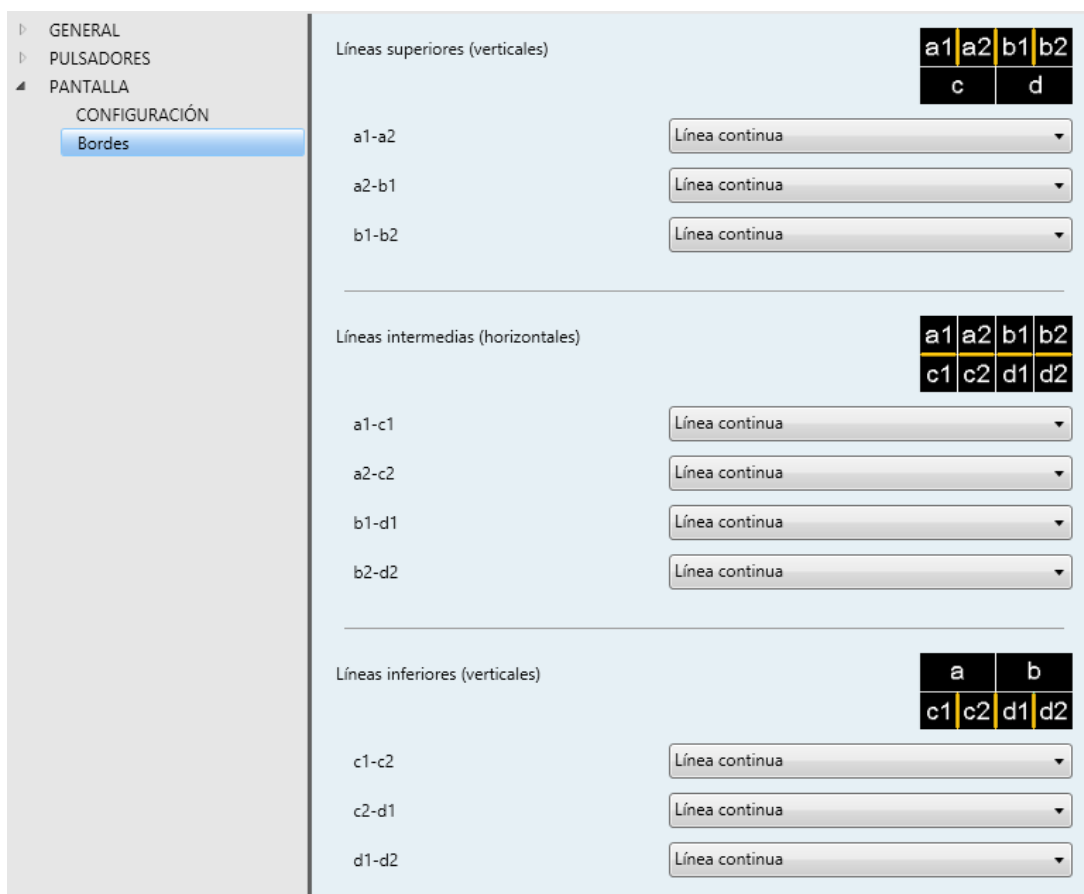 GENERAL
PULSADORES
PANTALLA
CONFIGURACIÓN
Bordes
Líneas superiores (verticales)
a1 a2 b1 b2
c d
a1-a2 Línea continua
a2-b1 Línea continua
b1-b2 Línea continua
Líneas intermedias (horizontales)
a1 a2 b1 b2
c1 c2 d1 d2
a1-c1 Línea continua
a2-c2 Línea continua
b1-d1 Línea continua
b2-d2 Línea continua
Líneas inferiores (verticales)
a b
c1 c2 d1 d2
c1-c2 Línea continua
c2-d1 Línea continua
d1-d2 Línea continua